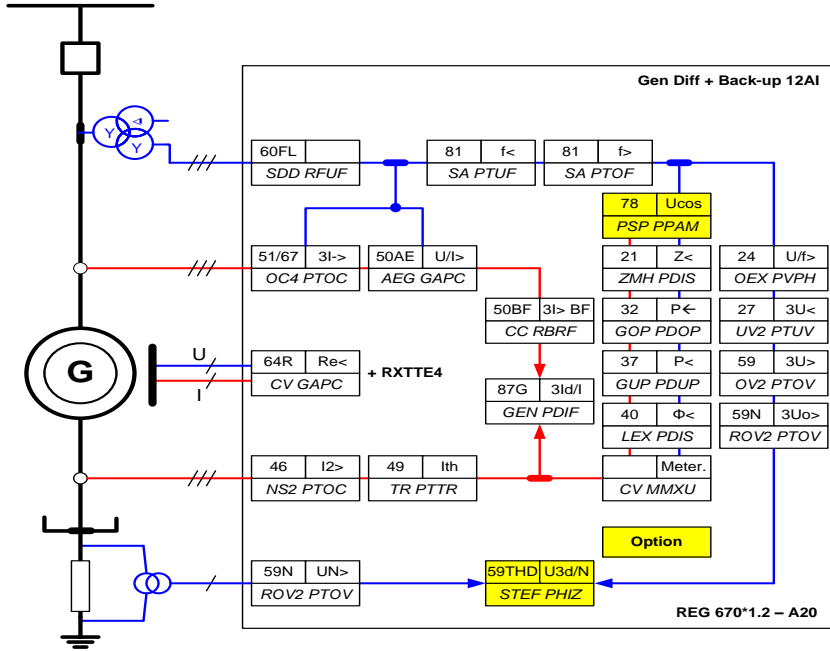 Gen Diff + Back-up 12AI
Y
Δ
Y
60FL
SDD RFUF
81 f<
SA PTUF
81 f>
SA PTOF
78 Ucos
PSP PPAM
51/67 3I->
OC4 PTOC
50AE U/I>
AEG GAPC
21 Z<
ZMH PDIS
24 U/f>
OEX PVPH
50BF 3I> BF
CC RBRF
32 P←
GOP PDOP
27 3U<
UV2 PTUV
G
U
I
64R Re<
CV GAPC
+ RXTTE4
87G 3Id/I
GEN PDIF
37 P<
GUP PDUP
59 3U>
OV2 PTOV
40 Φ<
LEX PDIS
59N 3Uo>
ROV2 PTOV
46 I2>
NS2 PTOC
49 Ith
TR PTTR
Meter.
CV MMXU
Option
59N UN>
ROV2 PTOV
59THD U3d/N
STEF PHIZ
REG 670*1.2 – A20